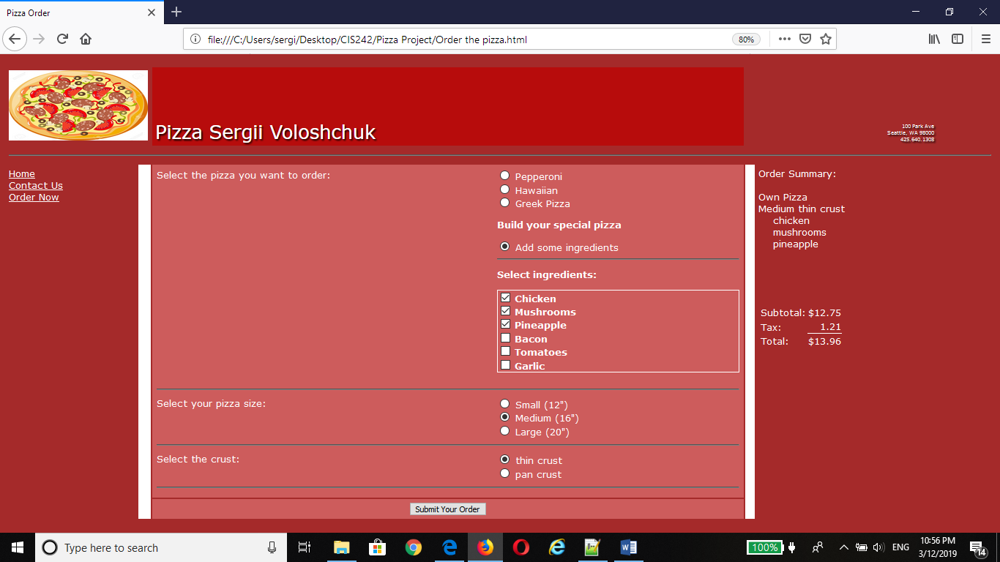 Pizza Order
file:///C:/Users/sergi/Desktop/CIS242/Pizza Project/Order the pizza.html
80%
Pizza Sergii Voloshchuk
100 Park Ave
Seattle, WA 98000
425.640.1308
Home
Contact Us
Order Now
Select the pizza you want to order:
Pepperoni
Hawaiian
Greek Pizza
Build your special pizza
Add some ingredients
Select ingredients:
Chicken
Mushrooms
Pineapple
Bacon
Tomatoes
Garlic
Select your pizza size:
Small (12")
Medium (16")
Large (20")
Select the crust:
thin crust
pan crust
Submit Your Order
Order Summary:
Own Pizza
Medium thin crust
chicken
mushrooms
pineapple
Subtotal: $12.75
Tax: 1.21
Total: $13.96
Type here to search
100%
ENG
10:56 PM
3/12/2019
14